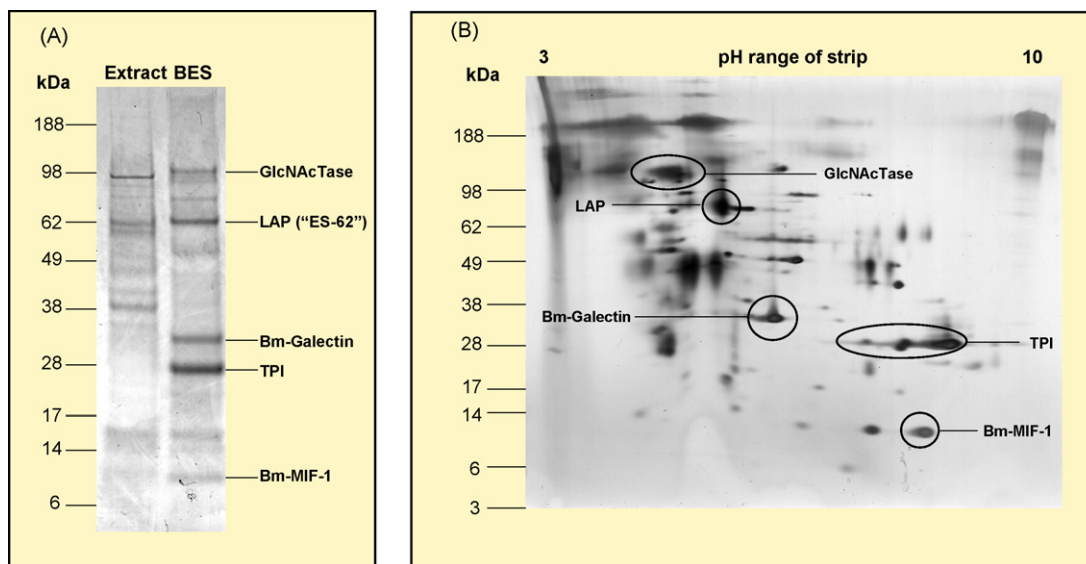 (A)
kDa
Extract BES
188
98
62
49
38
28
17
14
6
GlcNAcTase
LAP (“ES-62”)
Bm-Galectin
TPI
Bm-MIF-1
(B)
3 pH range of strip 10
kDa
188
98
62
49
38
28
17
14
6
3
GlcNAcTase
LAP
Bm-Galectin
TPI
Bm-MIF-1